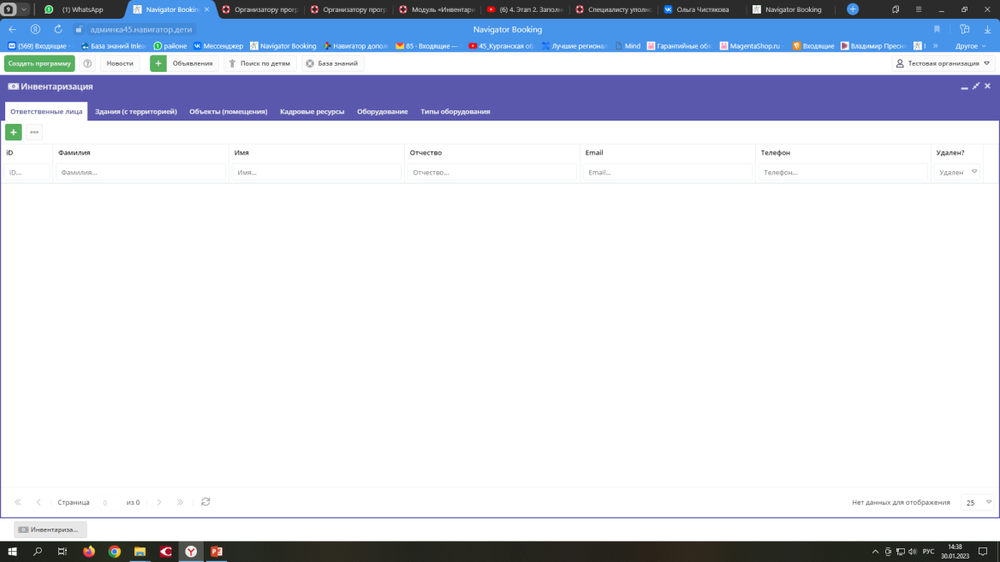 9
(1) WhatsApp
Navigator Bookin
Организатору прогр
Организатору прогр
Модуль «Инвентари
(6) 4. Этап 2. Заполн
Специалисту уполно
Ольга Чистякова
Navigator Booking
админка45.навигатор.дети
Navigator Booking
(569) Входящие
База знаний Inlea
районе
Мессенджер
Navigator Booking
Навигатор допол
85 - Входящие —
45_Курганская об
Лучшие региона
Mind
Гарантийные обя
MagentaShop.ru -
Входящие
Владимир Пресн
Другое
Создать программу
Новости
Объявления
Поиск по детям
База знаний
Тестовая организация
Инвентаризация
Ответственные лица
Здания (с территорией)
Объекты (помещения)
Кадровые ресурсы
Оборудование
Типы оборудования
iD
Фамилия
Имя
Отчество
Email
Телефон
Удален?
iD...
Фамилия...
Имя...
Отчество...
Email...
Телефон...
Удален
Страница 0 из 0
Нет данных для отображения
25
Инвентариза...
РУС
14:38
30.01.2023